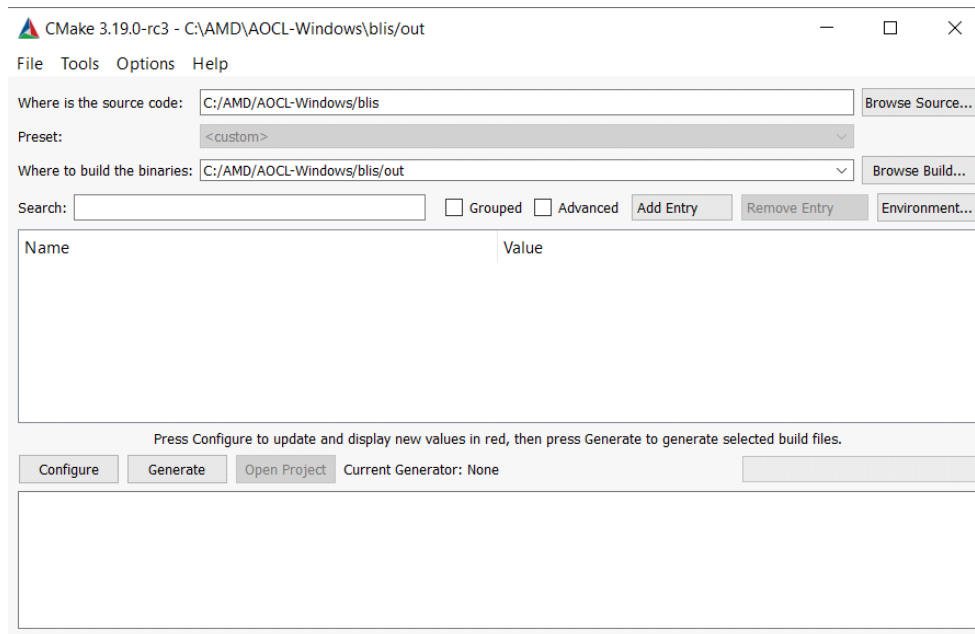 CMake 3.19.0-rc3 - C:\AMD\AOCL-Windows\blis/out
File Tools Options Help
Where is the source code: C:/AMD/AOCL-Windows/blis Browse Source...
Preset: <custom>
Where to build the binaries: C:/AMD/AOCL-Windows/blis/out Browse Build...
Search: Grouped Advanced Add Entry Remove Entry Environment...
Name Value
Press Configure to update and display new values in red, then press Generate to generate selected build files.
Configure Generate Open Project Current Generator: None